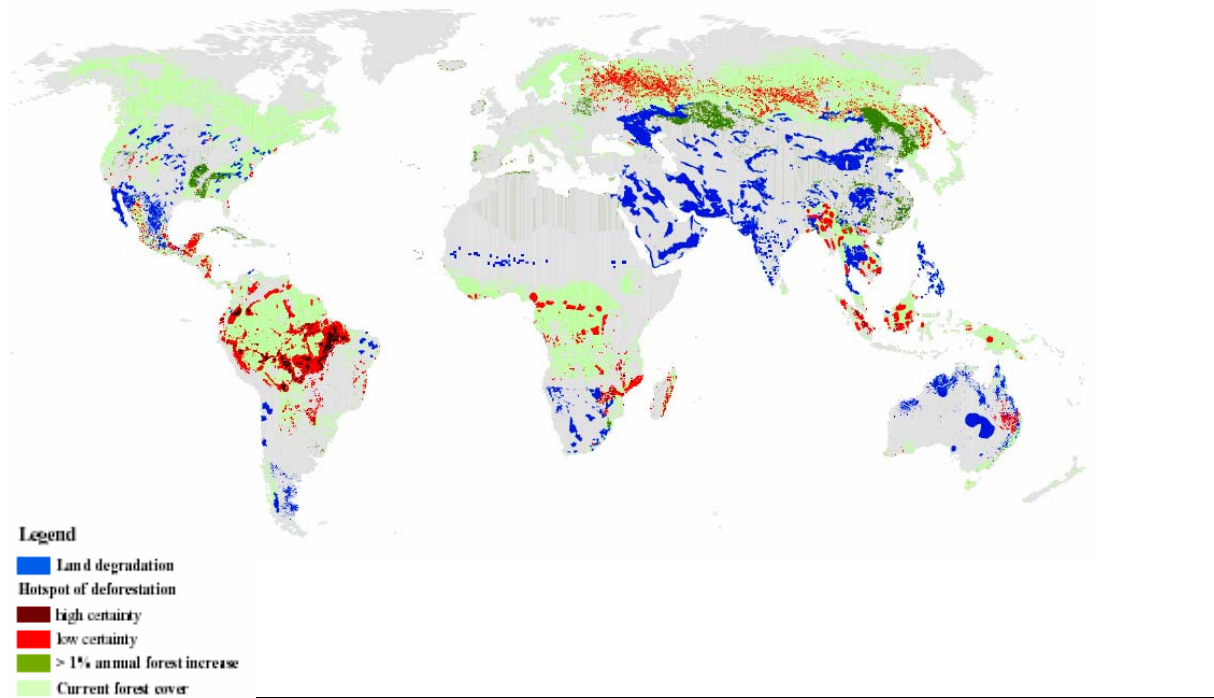 Legend
Land degradation
Hotspot of deforestation
high certainty
low certainty
> 1% annual forest increase
Current forest cover